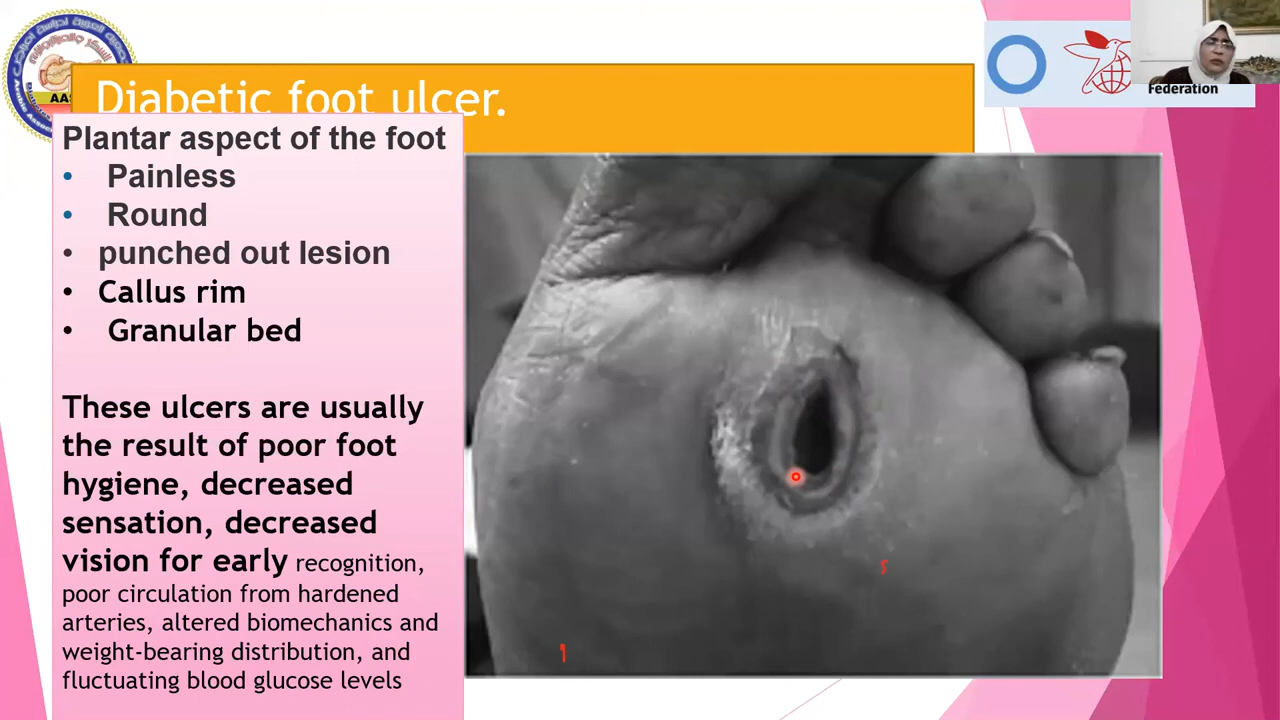 Diabetic foot ulcer.
Plantar aspect of the foot
• Painless
• Round
• punched out lesion
• Callus rim
• Granular bed
These ulcers are usually
the result of poor foot
hygiene, decreased
sensation, decreased
vision for early recognition,
poor circulation from hardened
arteries, altered biomechanics and
weight-bearing distribution, and
fluctuating blood glucose levels
Federation